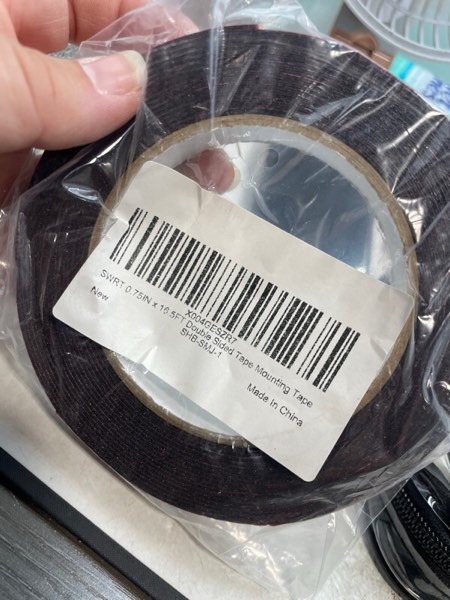 X004GESZR7
SWRT 0.75IN x 16.5FT Double Sided Tape Mounting Tape
SHB-SMJ-1
New
Made In China